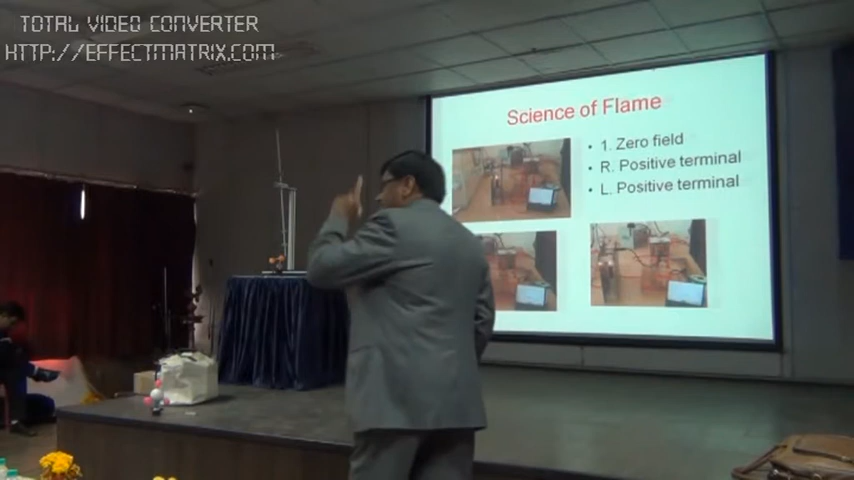 Total Video Converter
http://effectmatrix.com
Science of Flame
• 1. Zero field
• R. Positive terminal
• L. Positive terminal